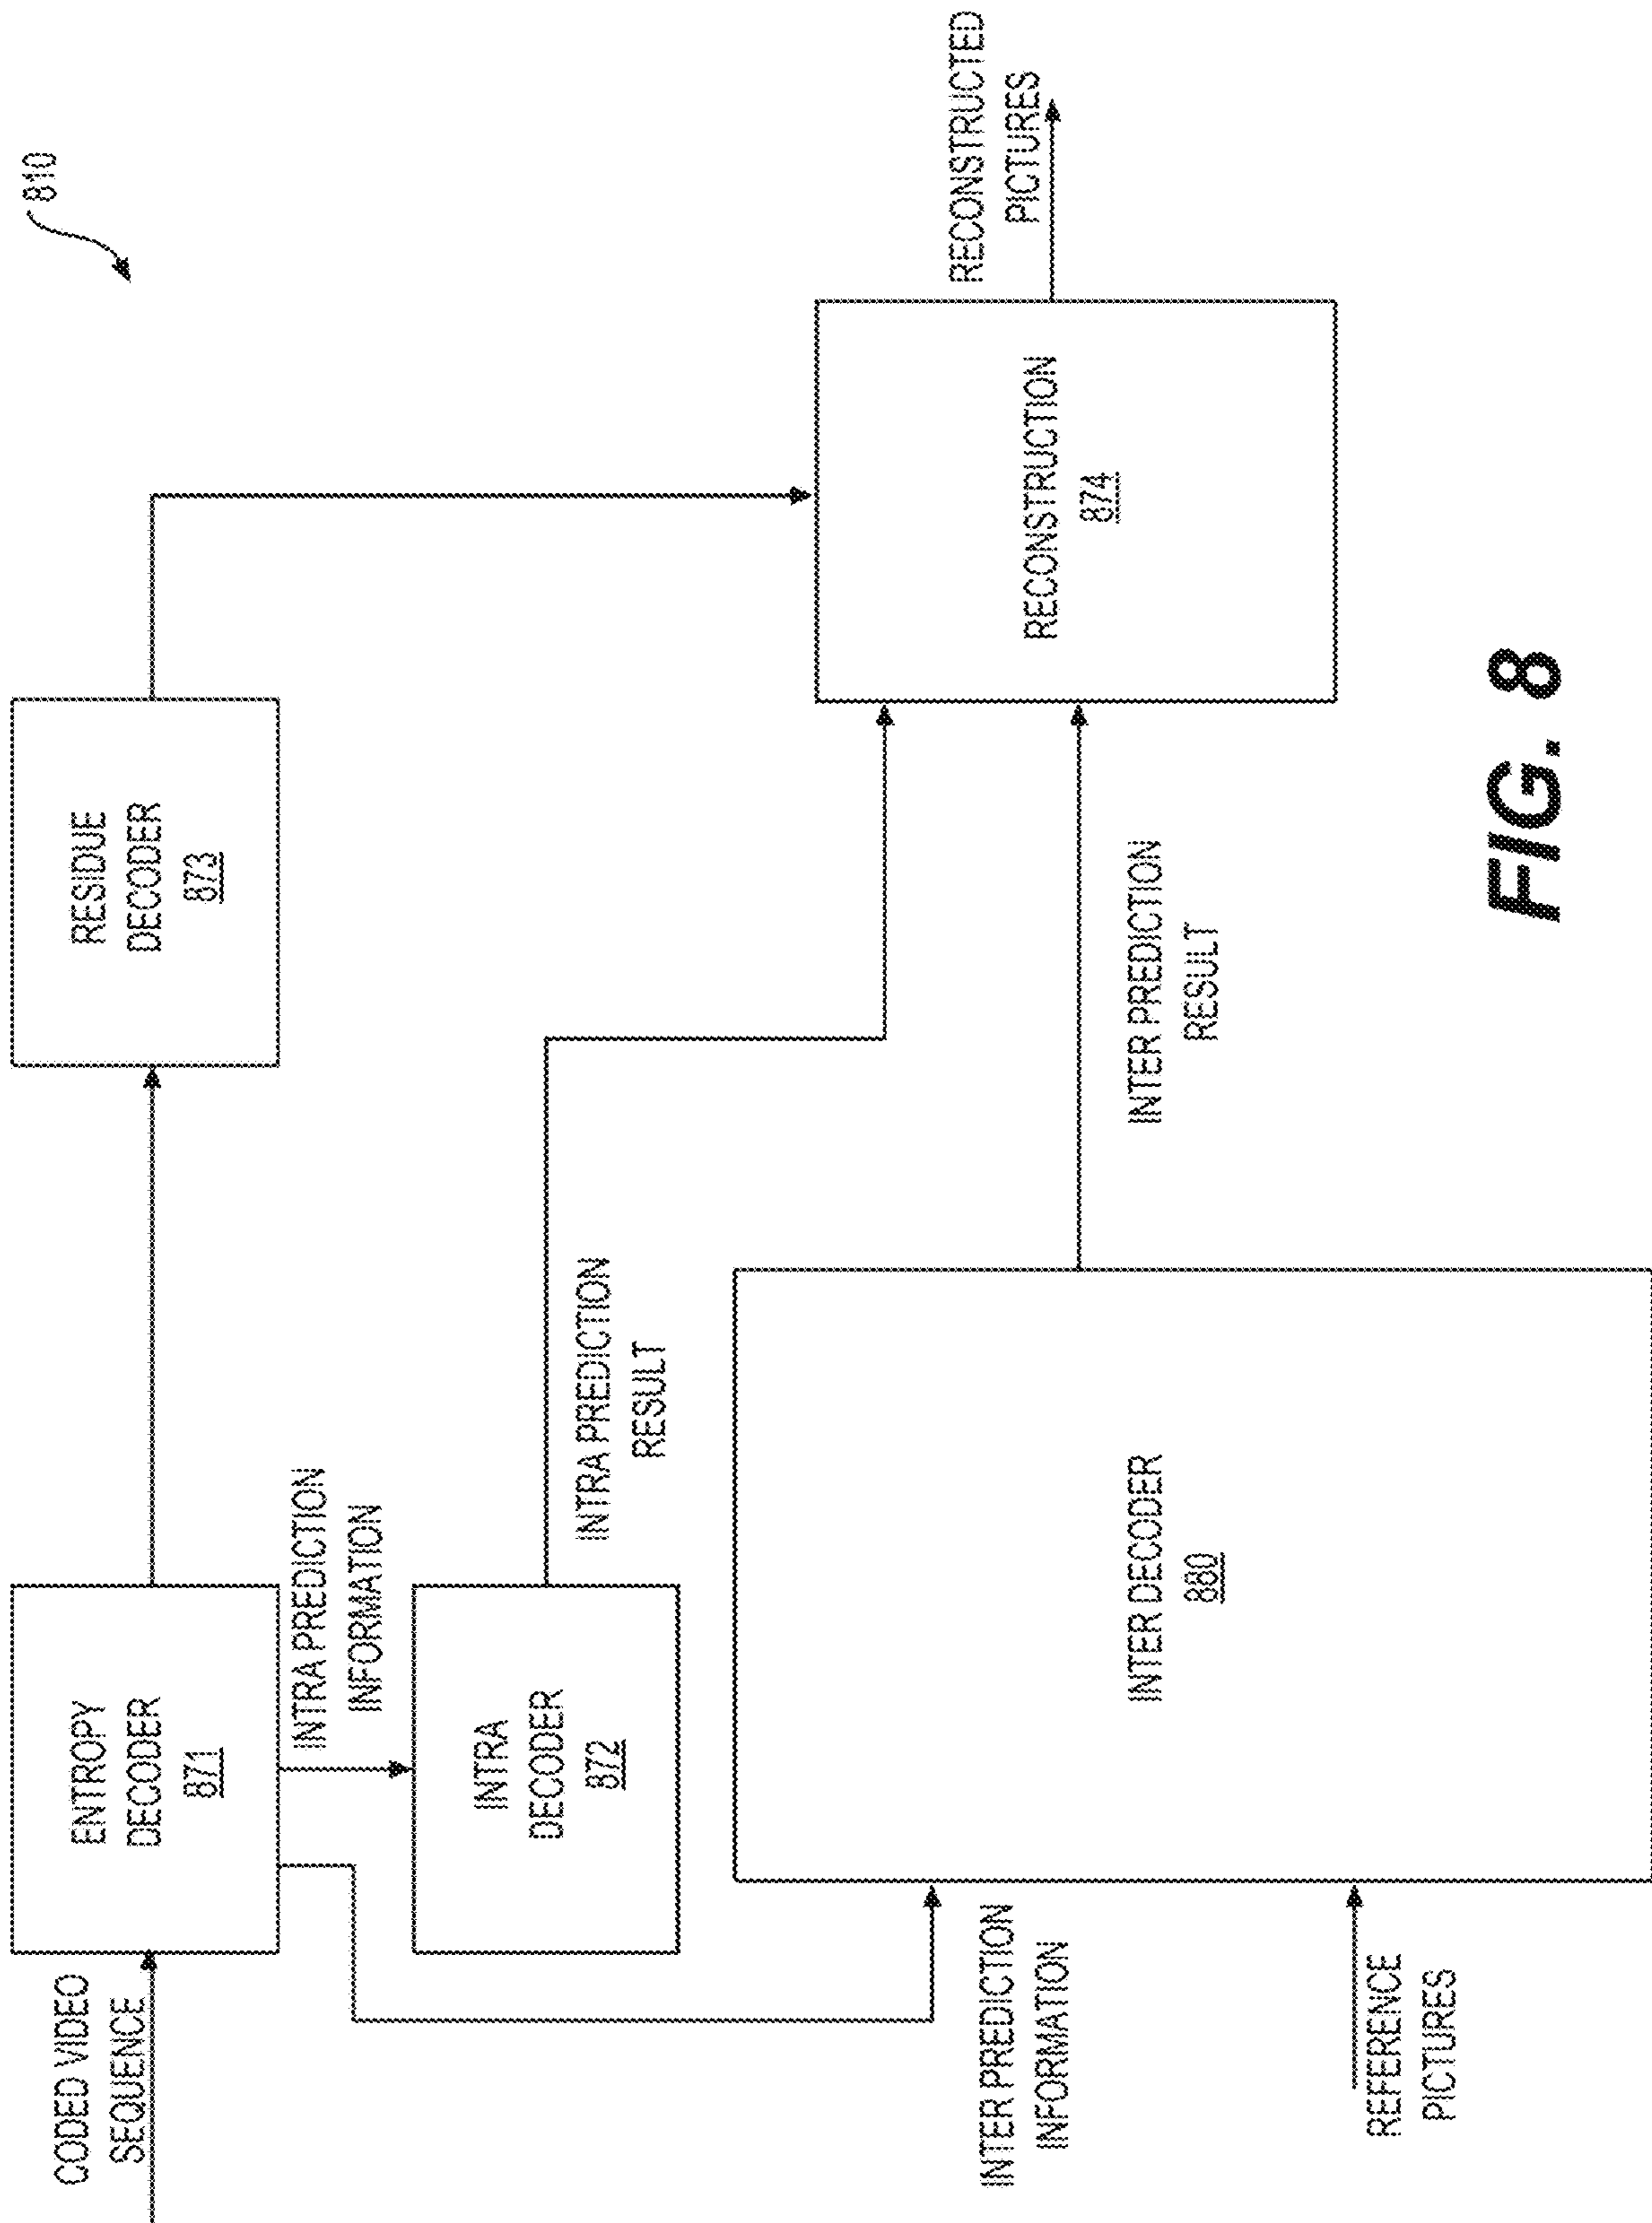 810
CODED VIDEO
SEQUENCE
ENTROPY
DECODER
871
RESIDUE
DECODER
873
INTRA PREDICTION
INFORMATION
INTRA
DECODER
872
INTRA PREDICTION
RESULT
INTER PREDICTION
INFORMATION
REFERENCE
PICTURES
INTER DECODER
880
INTER PREDICTION
RESULT
RECONSTRUCTION
874
RECONSTRUCTED
PICTURES
FIG. 8